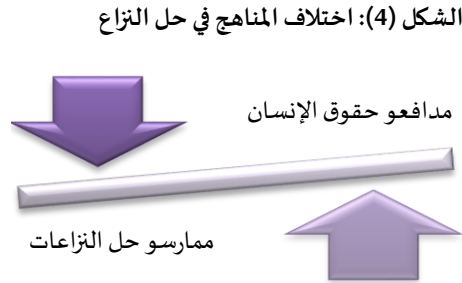 الشكل (4): اختلاف المناهج في حل النزاع
مدافعو حقوق الإنسان
ممارسو حل النزاعات